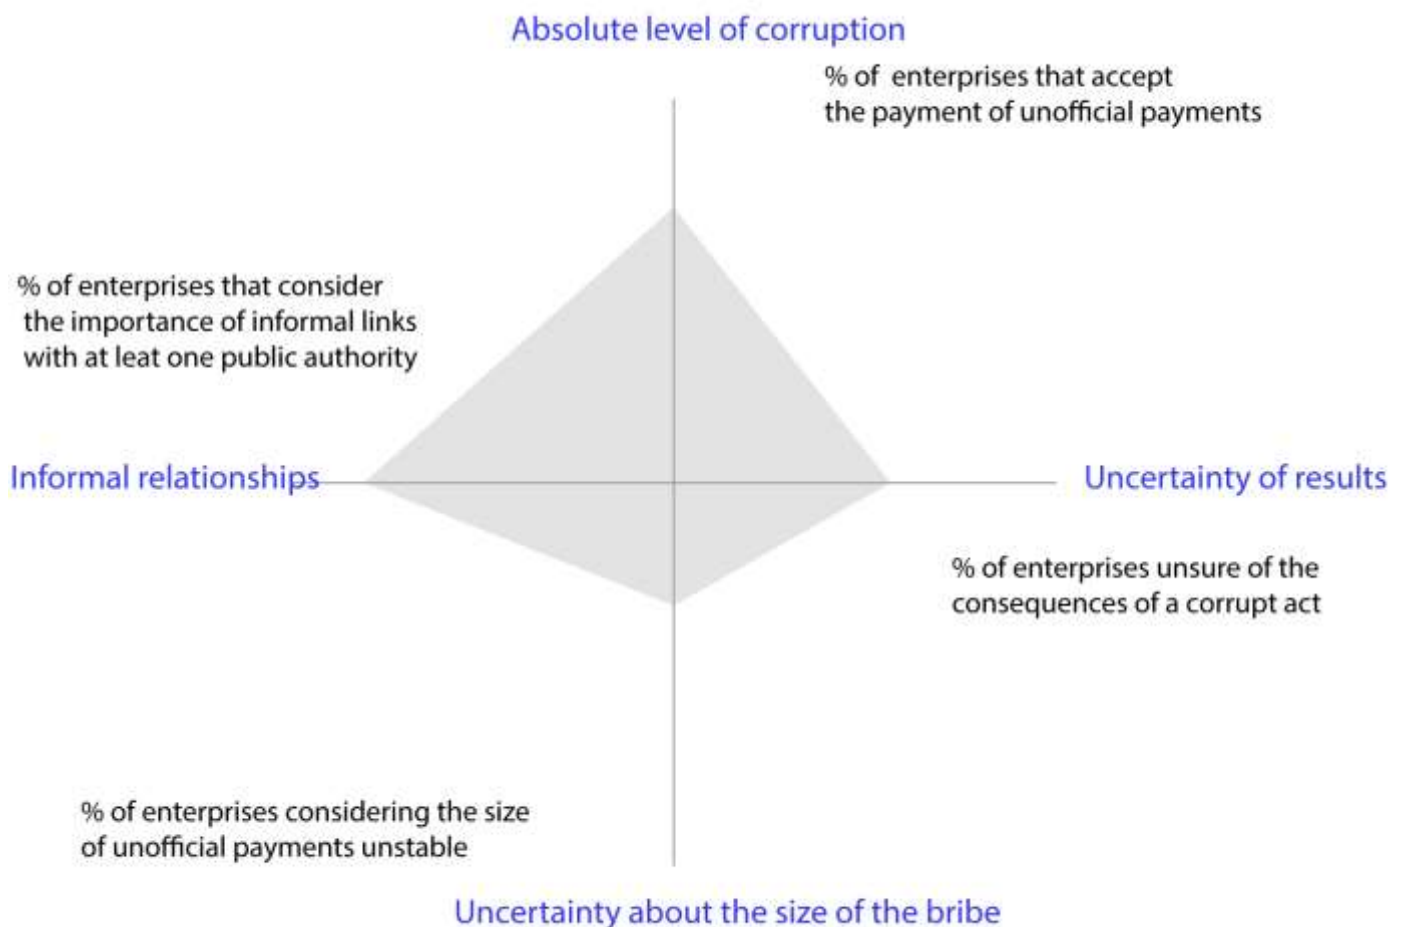 Absolute level of corruption
% of  enterprises that accept
the payment of unofficial payments
% of enterprises that consider
the importance of informal links
with at leat one public authority
Informal relationships
Uncertainty of results
% of enterprises unsure of the
consequences of a corrupt act
% of enterprises considering the size
of unofficial payments unstable
Uncertainty about the size of the bribe